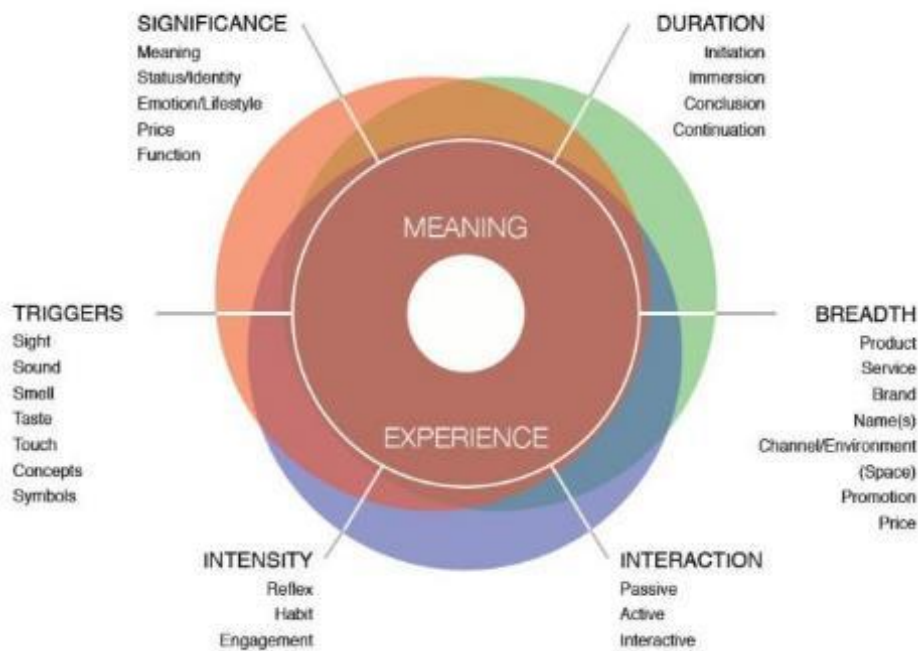 SIGNIFICANCE
Meaning
Status/Identity
Emotion/Lifestyle
Price
Function
DURATION
Initiation
Immersion
Conclusion
Continuation
MEANING
TRIGGERS
Sight
Sound
Smell
Taste
Touch
Concepts
Symbols
BREADTH
Product
Service
Brand
Name(s)
Channel/Environment
(Space)
Promotion
Price
EXPERIENCE
INTENSITY
Reflex
Habit
Engagement
INTERACTION
Passive
Active
Interactive